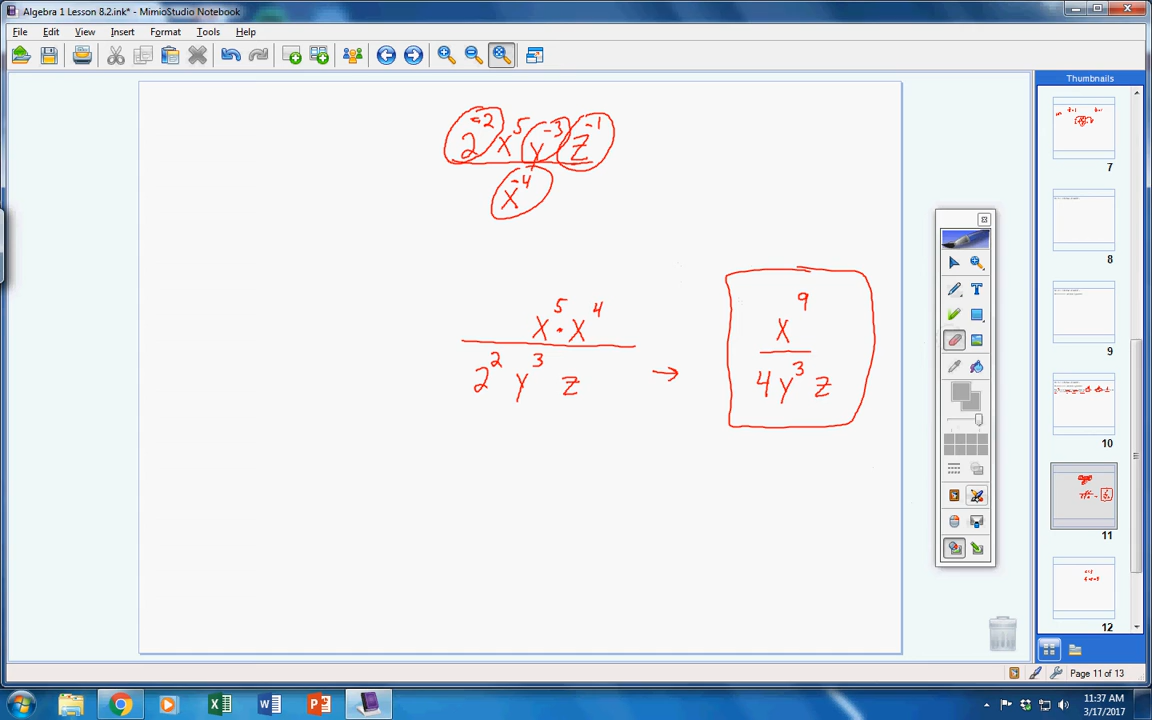 Algebra 1 Lesson 8.2.ink* - MimioStudio Notebook
File Edit View Insert Format Tools Help
Thumbnails
2⁻² x⁵ y⁻³ z⁻¹
x⁻⁴
x⁵ • x⁴
2² y³ z
→
x⁹
4y³ z
7
8
9
10
11
12
Page 11 of 13
11:37 AM
3/17/2017